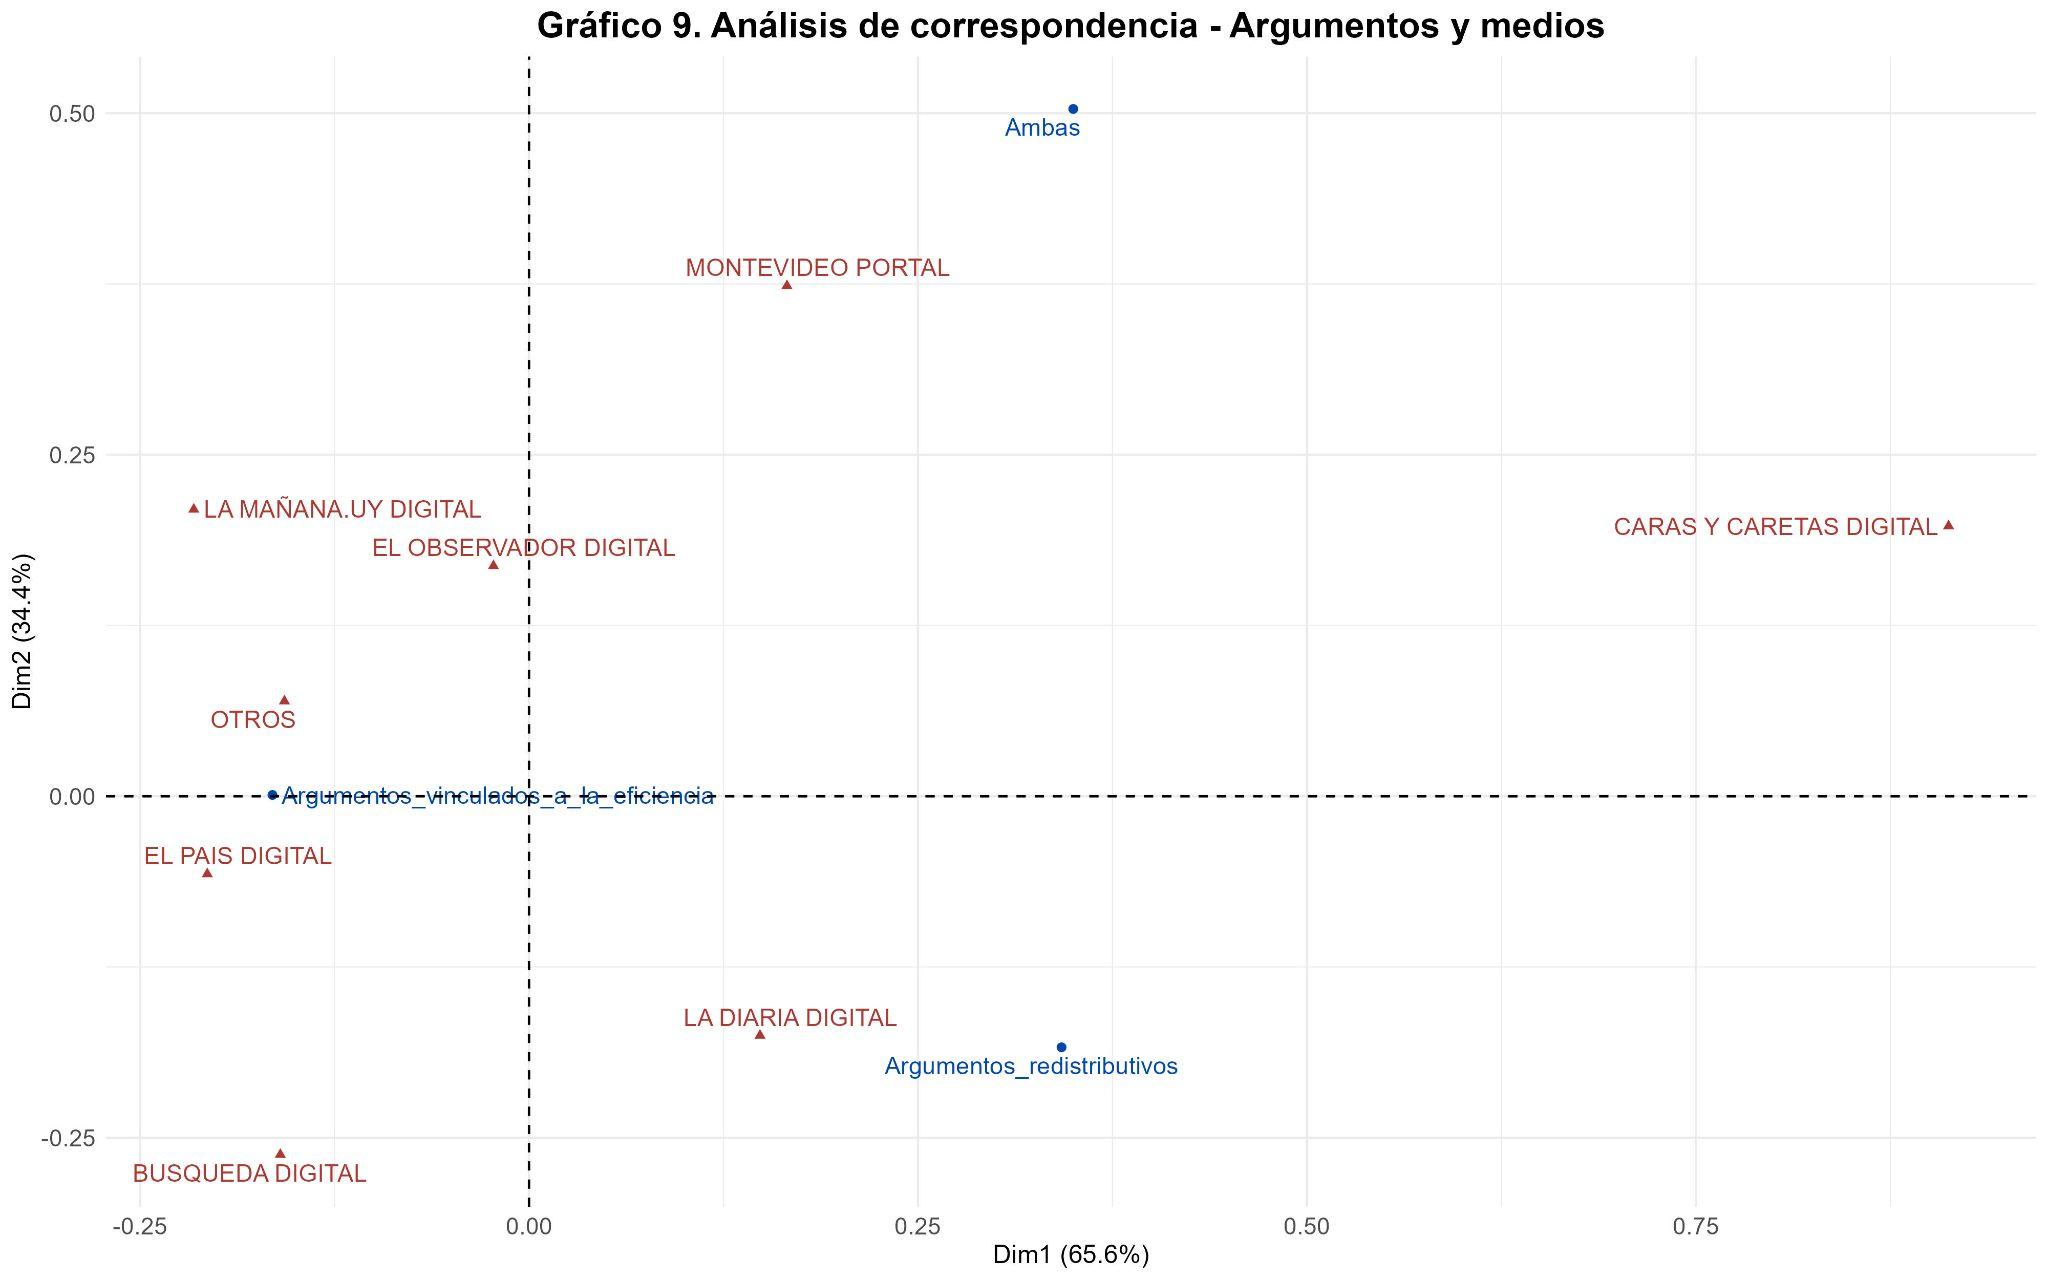 Gráfico 9. Análisis de correspondencia - Argumentos y medios
0.50
Ambas
MONTEVIDEO PORTAL
0.25
LA MAÑANA.UY DIGITAL
CARAS Y CARETAS DIGITAL
EL OBSERVADOR DIGITAL
Dim2 (34.4%)
OTROS
0.00
Argumentos_vinculados_a_la_eficiencia
EL PAIS DIGITAL
LA DIARIA DIGITAL
Argumentos_redistributivos
-0.25
BUSQUEDA DIGITAL
-0.25 0.00 0.25 0.50 0.75
Dim1 (65.6%)